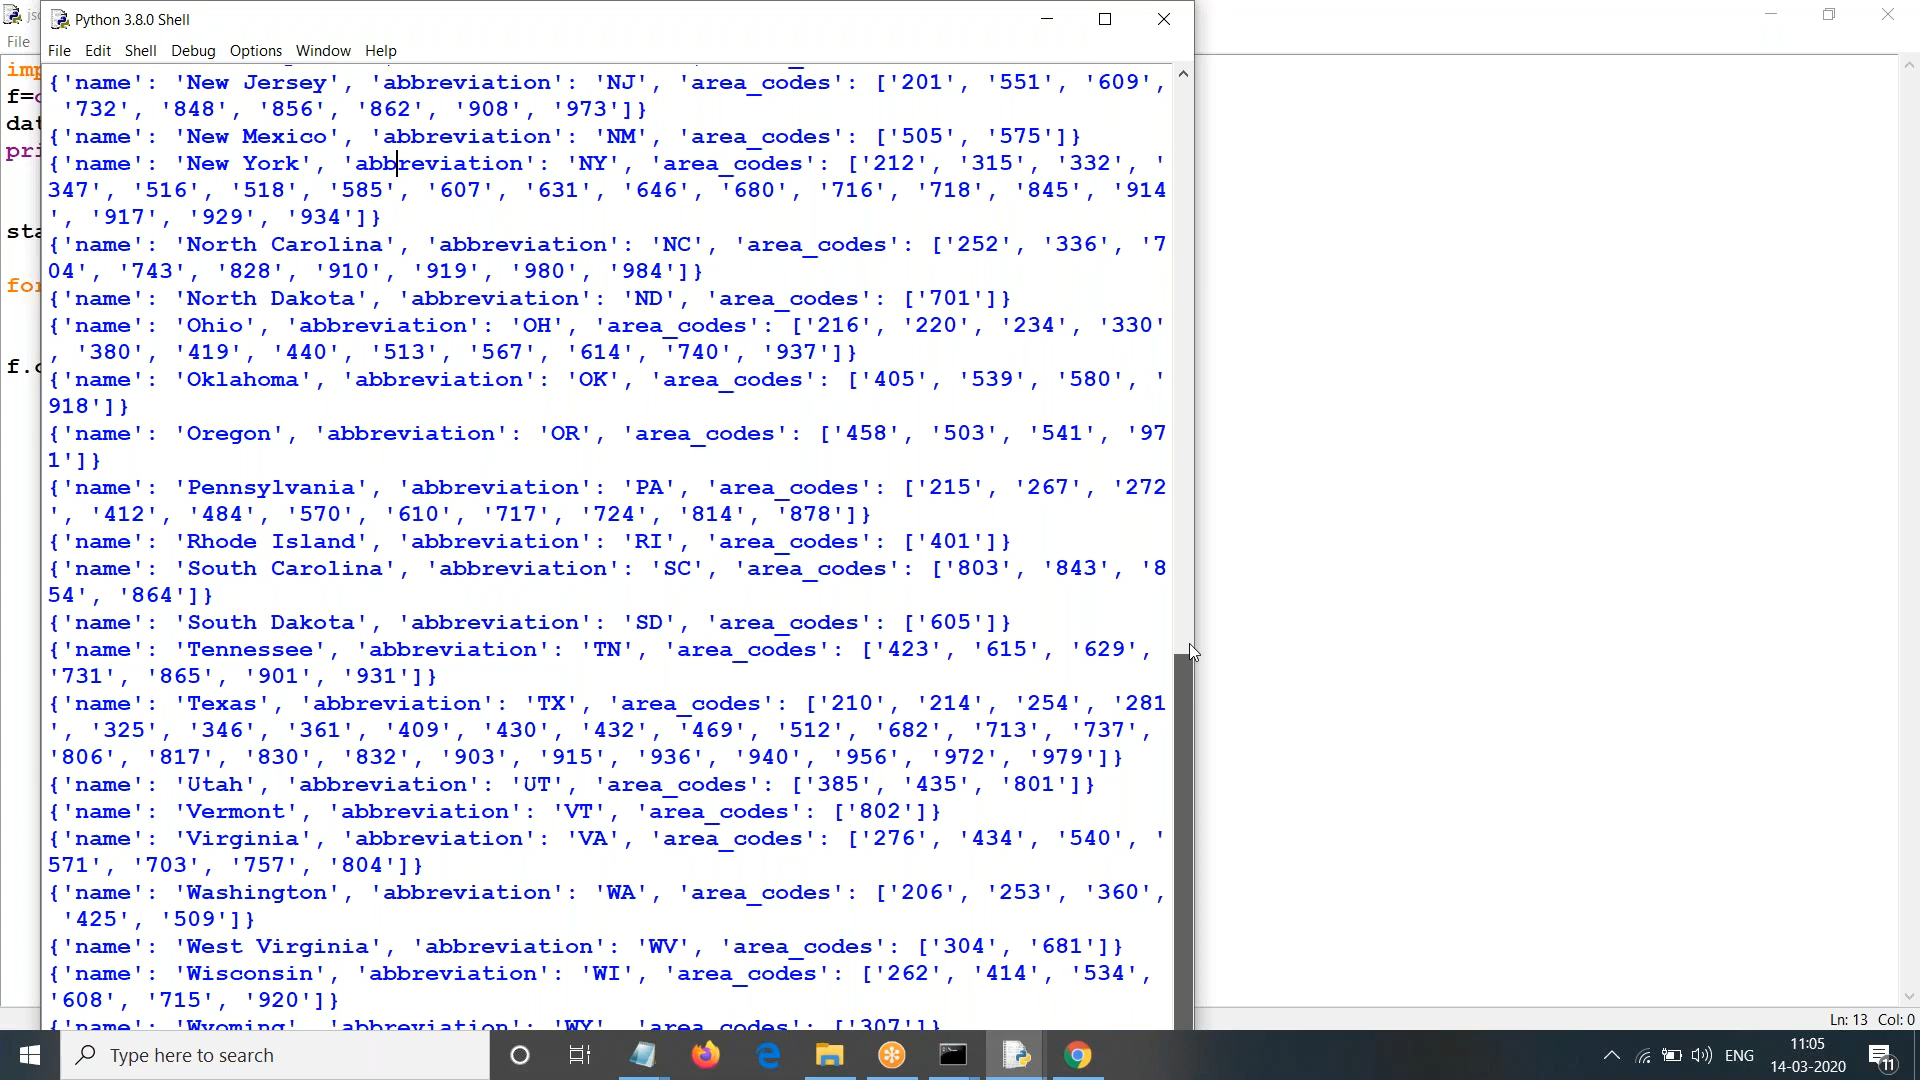 Python 3.8.0 Shell
File Edit Shell Debug Options Window Help
File
imp
f=
dat
pri
sta
for
f.c
{'name': 'New Jersey', 'abbreviation': 'NJ', 'area_codes': ['201', '551', '609',
'732', '848', '856', '862', '908', '973']}
{'name': 'New Mexico', 'abbreviation': 'NM', 'area_codes': ['505', '575']}
{'name': 'New York', 'abbreviation': 'NY', 'area_codes': ['212', '315', '332', '
347', '516', '518', '585', '607', '631', '646', '680', '716', '718', '845', '914
', '917', '929', '934']}
{'name': 'North Carolina', 'abbreviation': 'NC', 'area_codes': ['252', '336', '7
04', '743', '828', '910', '919', '980', '984']}
{'name': 'North Dakota', 'abbreviation': 'ND', 'area_codes': ['701']}
{'name': 'Ohio', 'abbreviation': 'OH', 'area_codes': ['216', '220', '234', '330'
, '380', '419', '440', '513', '567', '614', '740', '937']}
{'name': 'Oklahoma', 'abbreviation': 'OK', 'area_codes': ['405', '539', '580', '
918']}
{'name': 'Oregon', 'abbreviation': 'OR', 'area_codes': ['458', '503', '541', '97
1']}
{'name': 'Pennsylvania', 'abbreviation': 'PA', 'area_codes': ['215', '267', '272
', '412', '484', '570', '610', '717', '724', '814', '878']}
{'name': 'Rhode Island', 'abbreviation': 'RI', 'area_codes': ['401']}
{'name': 'South Carolina', 'abbreviation': 'SC', 'area_codes': ['803', '843', '8
54', '864']}
{'name': 'South Dakota', 'abbreviation': 'SD', 'area_codes': ['605']}
{'name': 'Tennessee', 'abbreviation': 'TN', 'area_codes': ['423', '615', '629',
'731', '865', '901', '931']}
{'name': 'Texas', 'abbreviation': 'TX', 'area_codes': ['210', '214', '254', '281
', '325', '346', '361', '409', '430', '432', '469', '512', '682', '713', '737',
'806', '817', '830', '832', '903', '915', '936', '940', '956', '972', '979']}
{'name': 'Utah', 'abbreviation': 'UT', 'area_codes': ['385', '435', '801']}
{'name': 'Vermont', 'abbreviation': 'VT', 'area_codes': ['802']}
{'name': 'Virginia', 'abbreviation': 'VA', 'area_codes': ['276', '434', '540', '
571', '703', '757', '804']}
{'name': 'Washington', 'abbreviation': 'WA', 'area_codes': ['206', '253', '360',
'425', '509']}
{'name': 'West Virginia', 'abbreviation': 'WV', 'area_codes': ['304', '681']}
{'name': 'Wisconsin', 'abbreviation': 'WI', 'area_codes': ['262', '414', '534',
'608', '715', '920']}
{'name': 'Wyoming', 'abbreviation': 'WY', 'area_codes': ['307']}
Ln: 13 Col: 0
Type here to search
ENG
11:05
14-03-2020
11